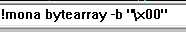 !mona bytearray -b "\x00"